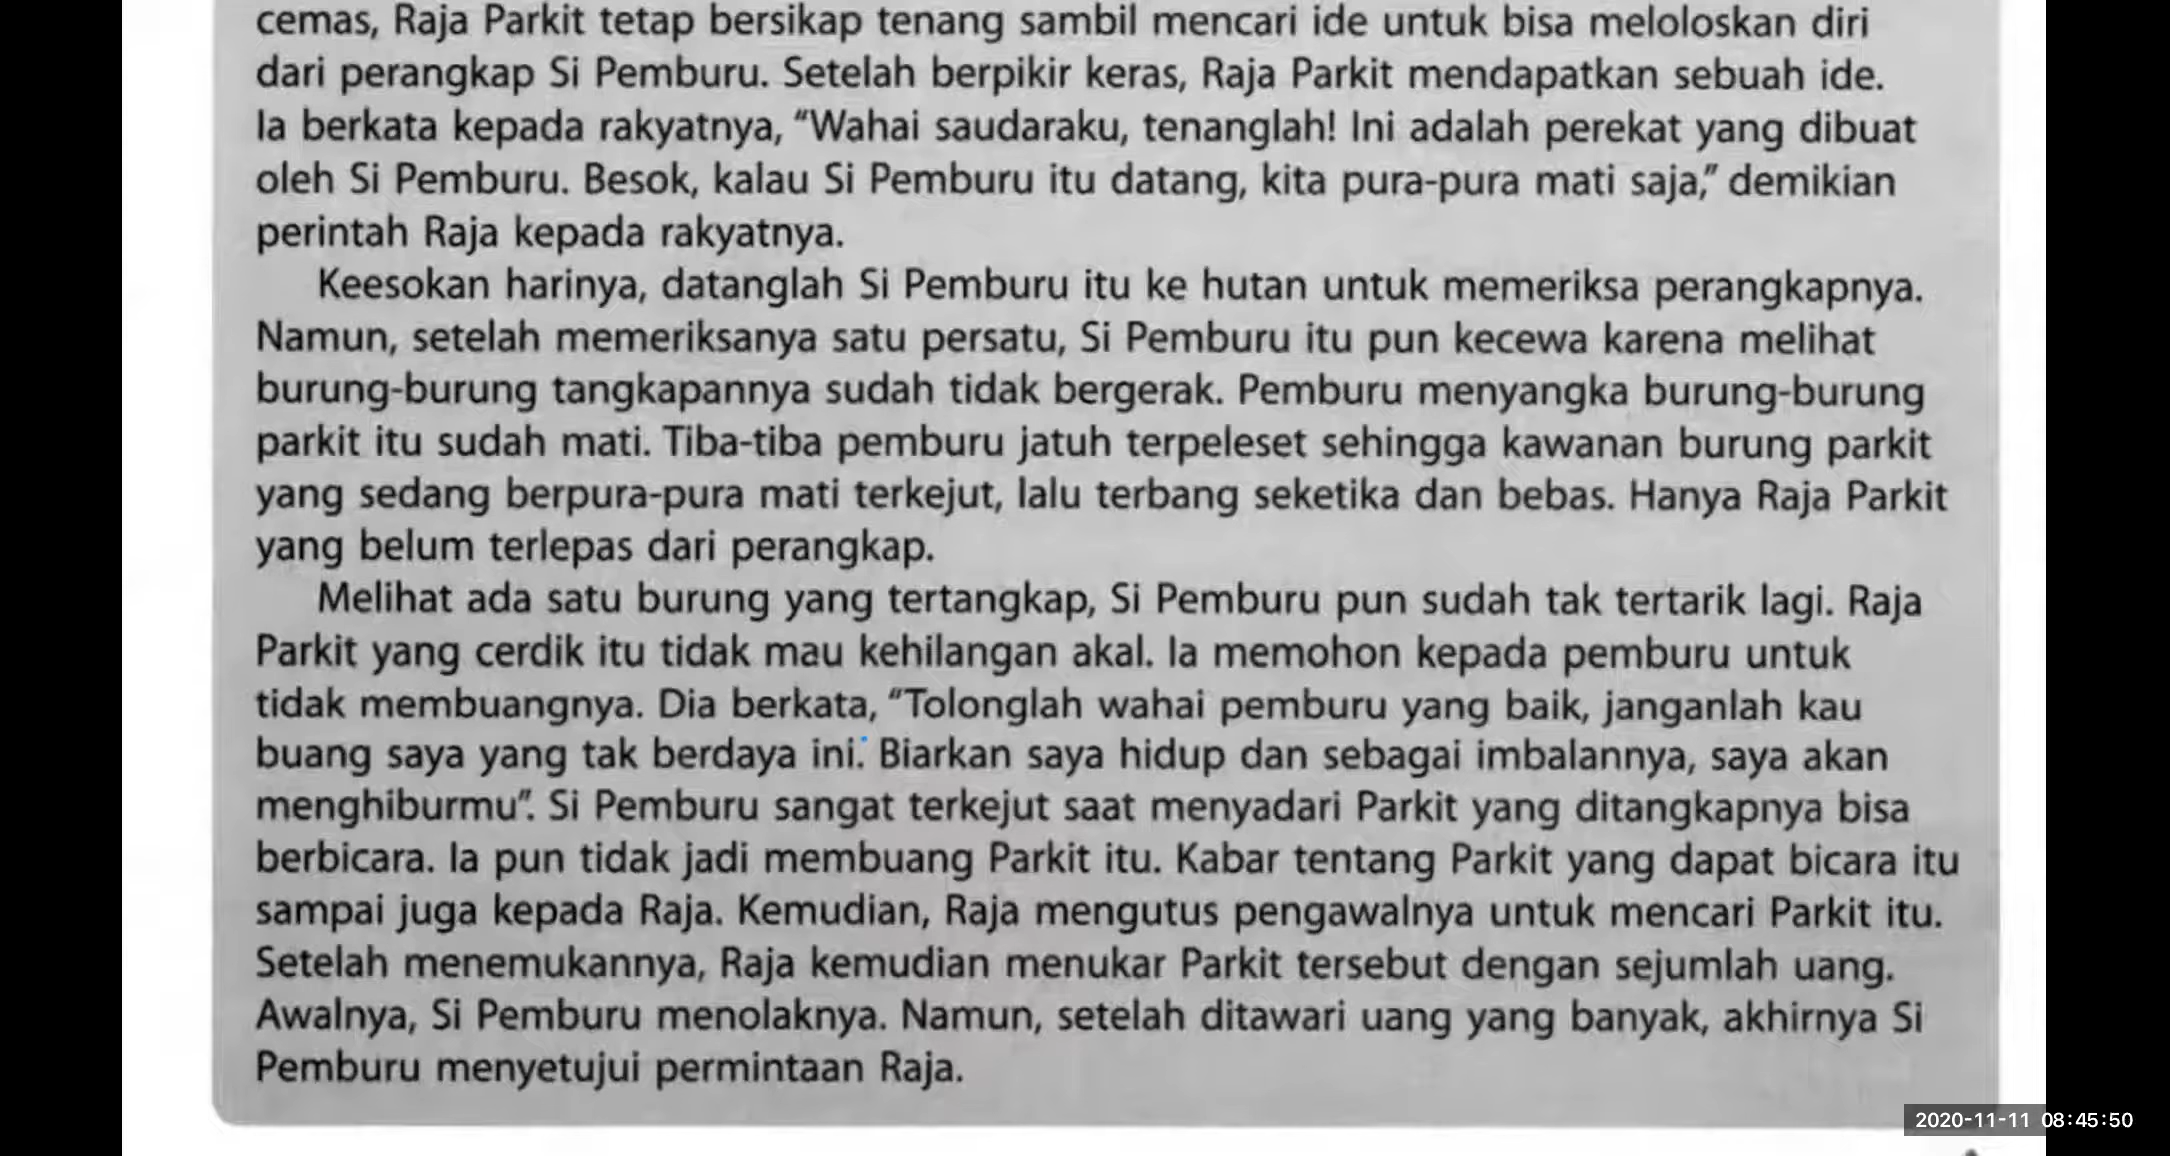 cemas, Raja Parkit tetap bersikap tenang sambil mencari ide untuk bisa meloloskan diri
dari perangkap Si Pemburu. Setelah berpikir keras, Raja Parkit mendapatkan sebuah ide.
Ia berkata kepada rakyatnya, “Wahai saudaraku, tenanglah! Ini adalah perekat yang dibuat
oleh Si Pemburu. Besok, kalau Si Pemburu itu datang, kita pura-pura mati saja,” demikian
perintah Raja kepada rakyatnya.
Keesokan harinya, datanglah Si Pemburu itu ke hutan untuk memeriksa perangkapnya.
Namun, setelah memeriksanya satu persatu, Si Pemburu itu pun kecewa karena melihat
burung-burung tangkapannya sudah tidak bergerak. Pemburu menyangka burung-burung
parkit itu sudah mati. Tiba-tiba pemburu jatuh terpeleset sehingga kawanan burung parkit
yang sedang berpura-pura mati terkejut, lalu terbang seketika dan bebas. Hanya Raja Parkit
yang belum terlepas dari perangkap.
Melihat ada satu burung yang tertangkap, Si Pemburu pun sudah tak tertarik lagi. Raja
Parkit yang cerdik itu tidak mau kehilangan akal. Ia memohon kepada pemburu untuk
tidak membuangnya. Dia berkata, “Tolonglah wahai pemburu yang baik, janganlah kau
buang saya yang tak berdaya ini. Biarkan saya hidup dan sebagai imbalannya, saya akan
menghiburmu”. Si Pemburu sangat terkejut saat menyadari Parkit yang ditangkapnya bisa
berbicara. Ia pun tidak jadi membuang Parkit itu. Kabar tentang Parkit yang dapat bicara itu
sampai juga kepada Raja. Kemudian, Raja mengutus pengawalnya untuk mencari Parkit itu.
Setelah menemukannya, Raja kemudian menukar Parkit tersebut dengan sejumlah uang.
Awalnya, Si Pemburu menolaknya. Namun, setelah ditawari uang yang banyak, akhirnya Si
Pemburu menyetujui permintaan Raja.
2020-11-11 08:45:50